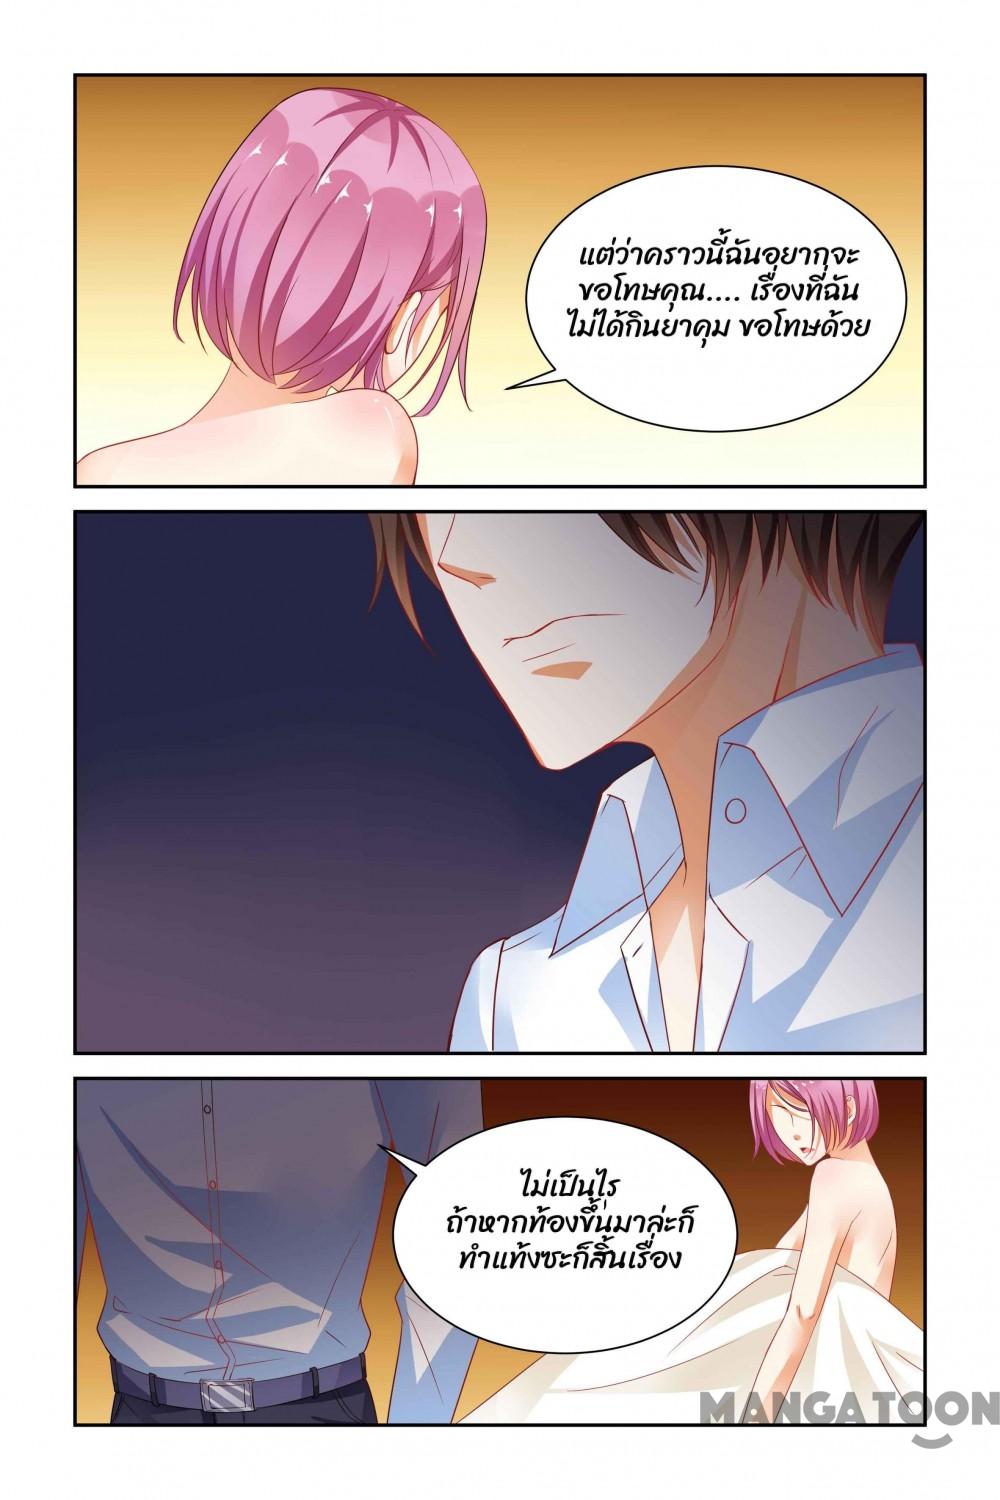 แต่ว่าคราวนี้ฉันอยากจะ
ขอโทษคุณ.... เรื่องที่ฉัน
ไม่ได้กินยาคุม ขอโทษด้วย
ไม่เป็นไร
ถ้าหากท้องขึ้นมาล่ะก็
ทำแท้งซะก็สิ้นเรื่อง
MANGATOON